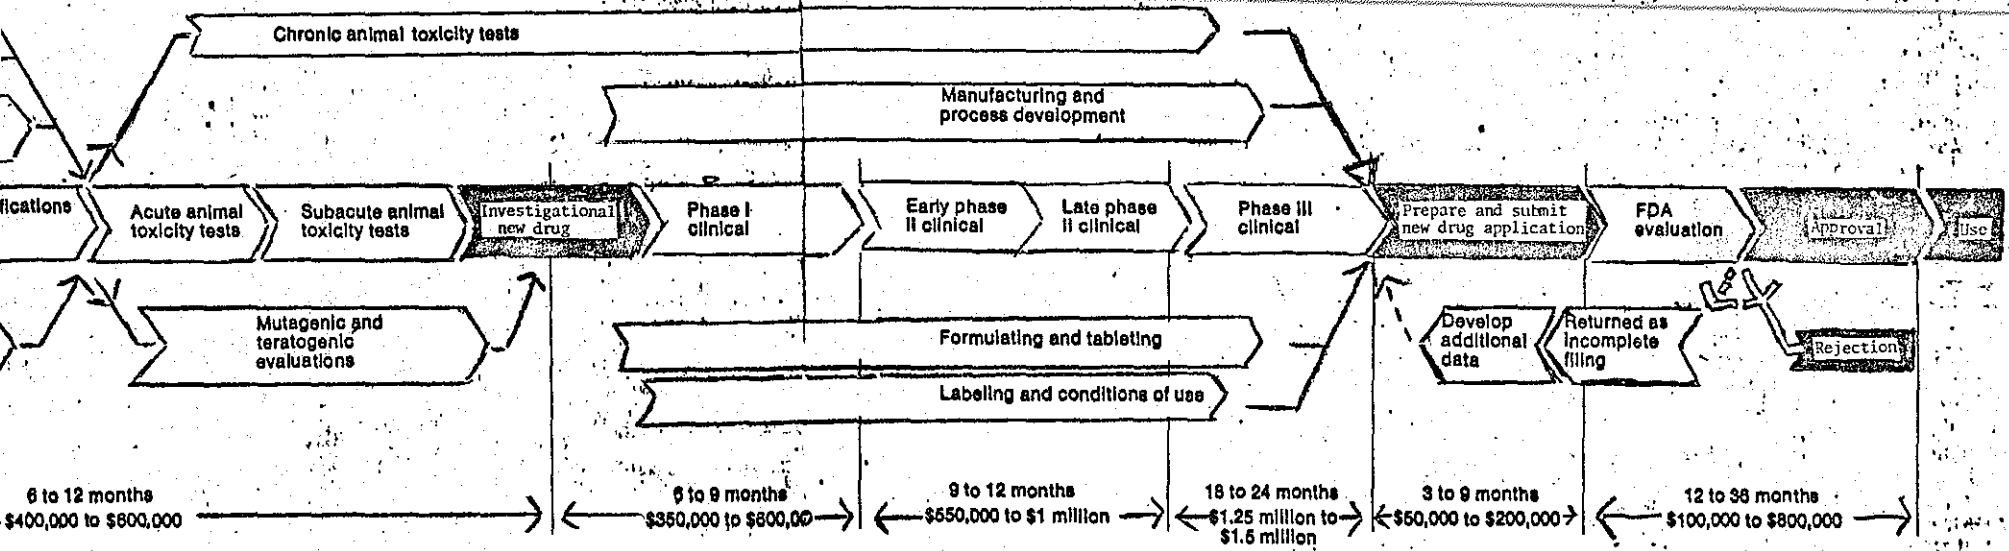 Chronic animal toxicity tests
Manufacturing and
process development
fications
Acute animal
toxicity tests
Subacute animal
toxicity tests
Investigational
new drug
Phase I
clinical
Early phase
II clinical
Late phase
II clinical
Phase III
clinical
Prepare and submit
new drug application
FDA
evaluation
Approval
Use
Mutagenic and
teratogenic
evaluations
Formulating and tableting
Labeling and conditions of use
Develop
additional
data
Returned as
incomplete
filing
Rejection
6 to 12 months
$400,000 to $600,000
6 to 9 months
$350,000 to $600,00
9 to 12 months
$550,000 to $1 million
18 to 24 months
$1.25 million to
$1.5 million
3 to 9 months
$50,000 to $200,000
12 to 36 months
$100,000 to $800,000